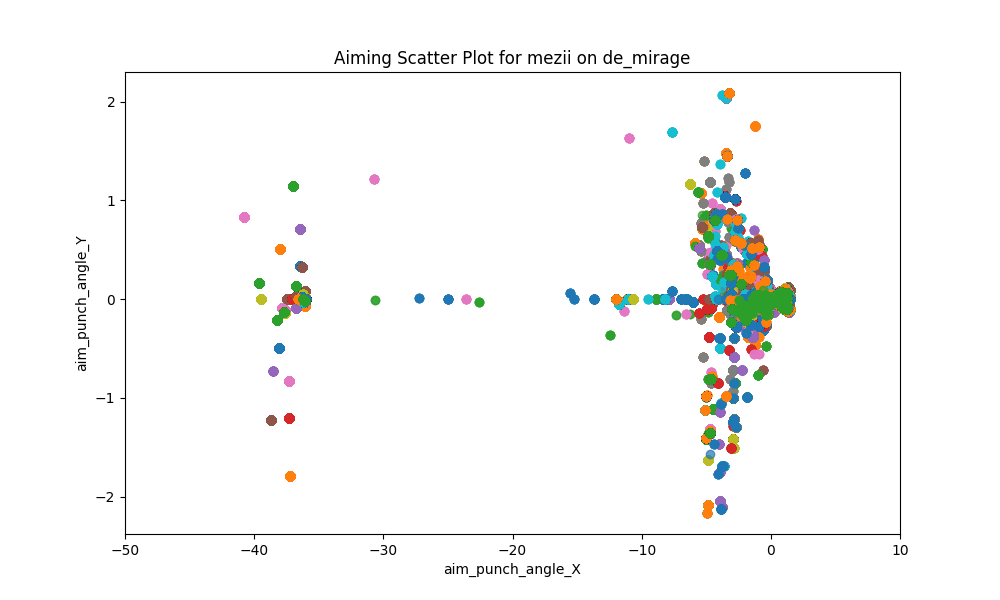 Aiming Scatter Plot for mezii on de_mirage
2
1
0
−1
−2
aim_punch_angle_Y
−50 −40 −30 −20 −10 0 10
aim_punch_angle_X